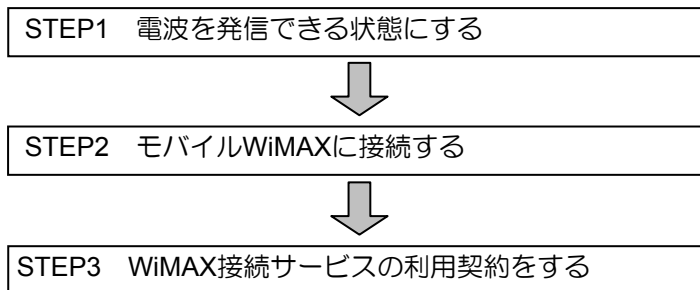 STEP1 電波を発信できる状態にする
STEP2 モバイルWiMAXに接続する
STEP3 WiMAX接続サービスの利用契約をする